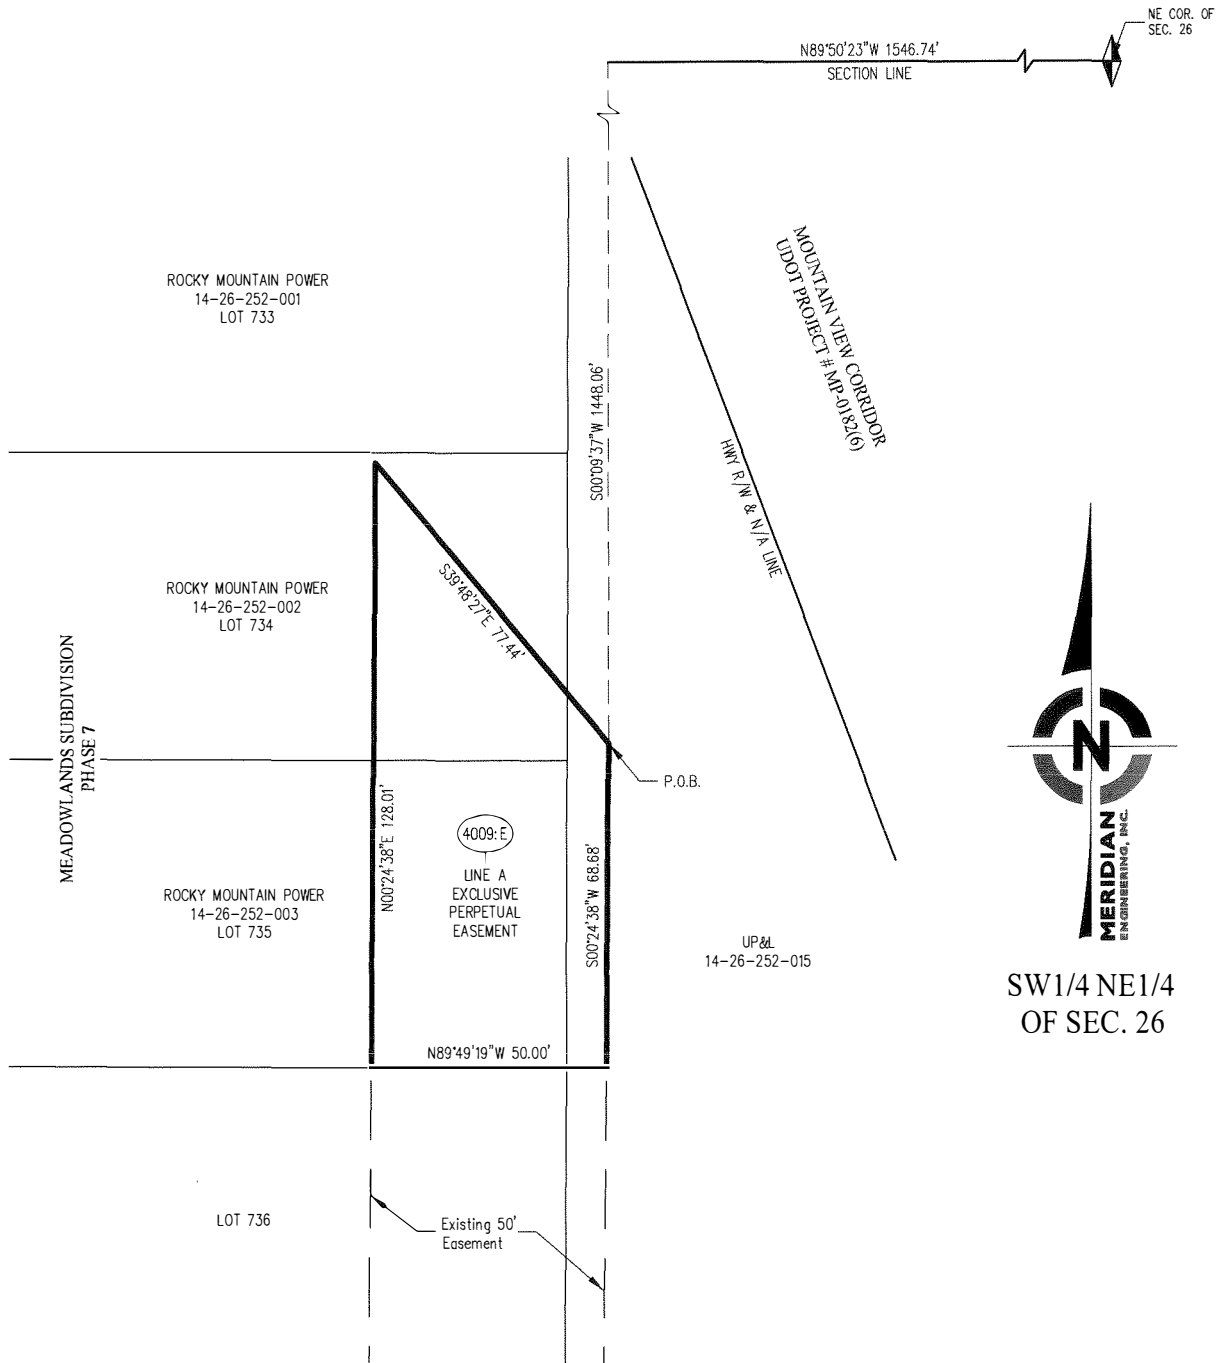 NE COR. OF
SEC. 26
N89°50'23"W 1546.74'
SECTION LINE
MOUNTAIN VIEW CORRIDOR
UDOT PROJECT # MP-0182(6)
ROCKY MOUNTAIN POWER
14-26-252-001
LOT 733
S00°09'37"W 1448.06'
HWY R/W & N/A LINE
ROCKY MOUNTAIN POWER
14-26-252-002
LOT 734
S39°48'27"E 77.44'
MEADOWLANDS SUBDIVISION
PHASE 7
P.O.B.
N00°24'38"E 128.01'
4009:E
LINE A
EXCLUSIVE
PERPETUAL
EASEMENT
S00°24'38"W 68.68'
ROCKY MOUNTAIN POWER
14-26-252-003
LOT 735
UP&L
14-26-252-015
N
MERIDIAN
ENGINEERING, INC.
SW1/4 NE1/4
OF SEC. 26
N89°49'19"W 50.00'
LOT 736
Existing 50'
Easement